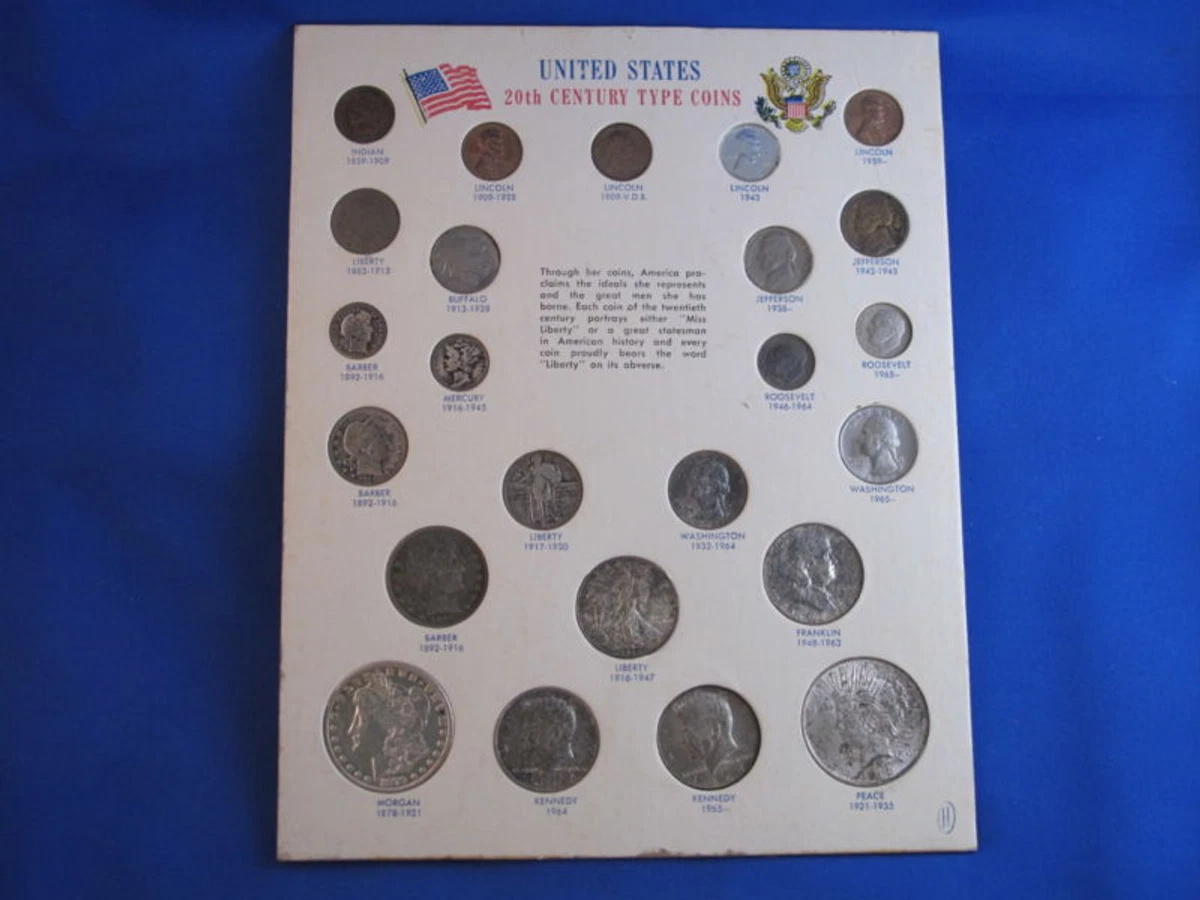 UNITED STATES
20th CENTURY TYPE COINS
INDIAN
1859-1909
LINCOLN
LINCOLN
1909-V.D.B.
LINCOLN
1943
LINCOLN
1959-
LIBERTY
1883-1913
BUFFALO
1913-1938
JEFFERSON
1938-
JEFFERSON
1942-1945
Through her coins, America pro-
claims the ideals she represents
and the great men she has
borne. Each coin of the twentieth
century portrays either "Miss
Liberty" or a great statesman
in American history and every
coin proudly bears the word
"Liberty" on its obverse.
BARBER
1892-1916
MERCURY
1916-1945
ROOSEVELT
1946-1964
ROOSEVELT
1965-
BARBER
1892-1916
LIBERTY
1917-1930
WASHINGTON
1932-1964
WASHINGTON
1965-
BARBER
1892-1916
LIBERTY
1916-1947
FRANKLIN
1948-1963
MORGAN
1878-1921
KENNEDY
1964
KENNEDY
1965-
PEACE
1921-1935